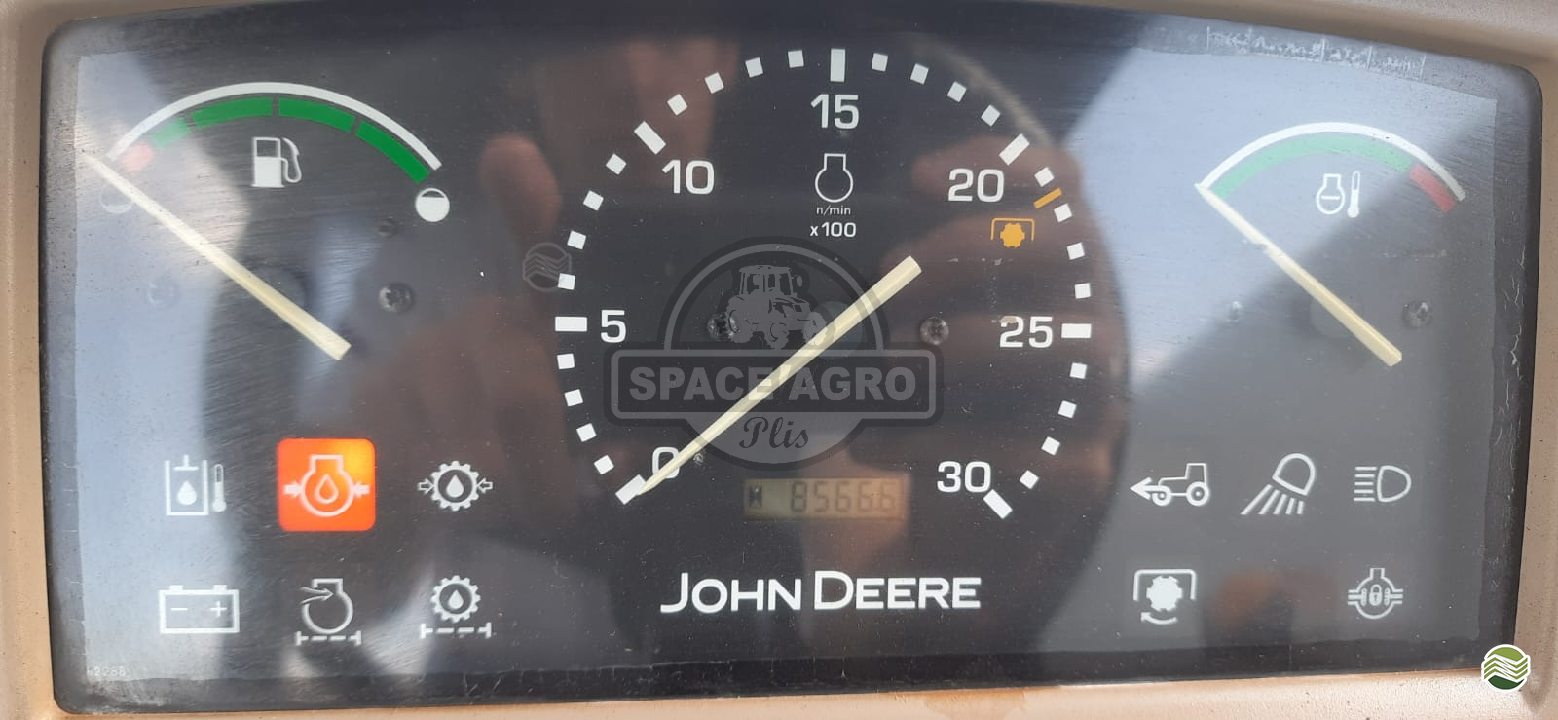 15
10
20
n/min
x100
5
25
SPACE AGRO
Plis
0
30
85666
JOHN DEERE
- +